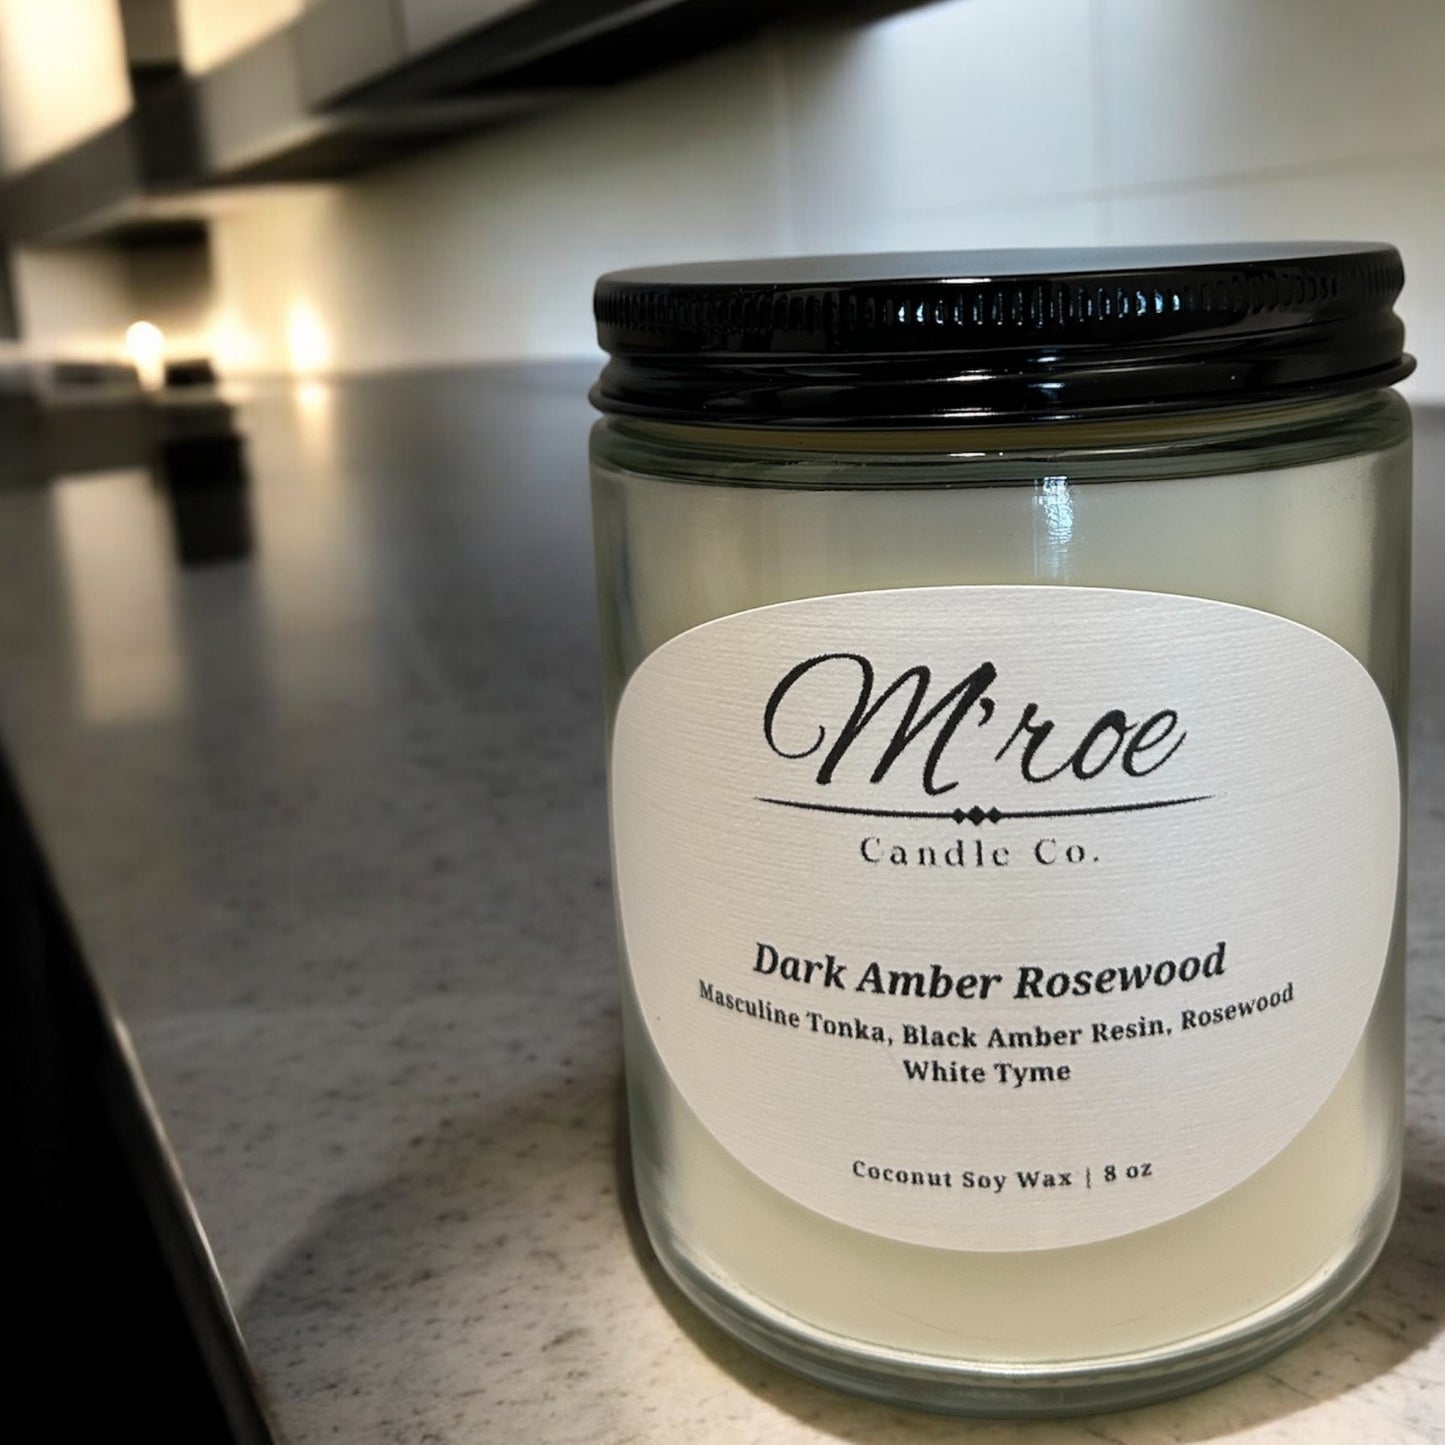 M'roe
Candle Co.
Dark Amber Rosewood
Masculine Tonka, Black Amber Resin, Rosewood
White Tyme
Coconut Soy Wax | 8 oz